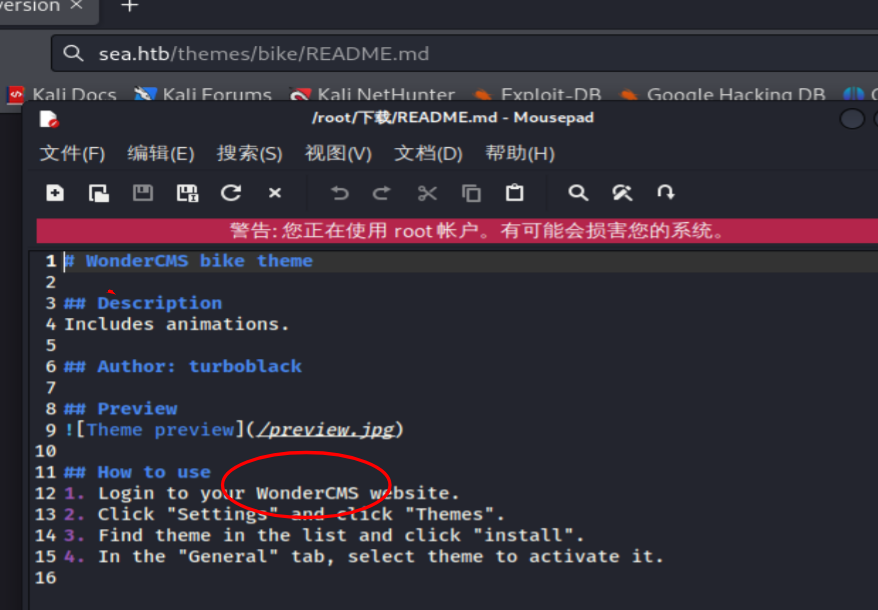 version ×
+
sea.htb/themes/bike/README.md
Kali Docs Kali Forums Kali NetHunter Exploit-DB Google Hacking DB
/root/下载/README.md - Mousepad
文件(F) 编辑(E) 搜索(S) 视图(V) 文档(D) 帮助(H)
警告: 您正在使用 root 帐户。有可能会损害您的系统。
1 # WonderCMS bike theme
2
3 ## Description
4 Includes animations.
5
6 ## Author: turboblack
7
8 ## Preview
9 ![Theme preview](/preview.jpg)
10
11 ## How to use
12 1. Login to your WonderCMS website.
13 2. Click "Settings" and click "Themes".
14 3. Find theme in the list and click "install".
15 4. In the "General" tab, select theme to activate it.
16